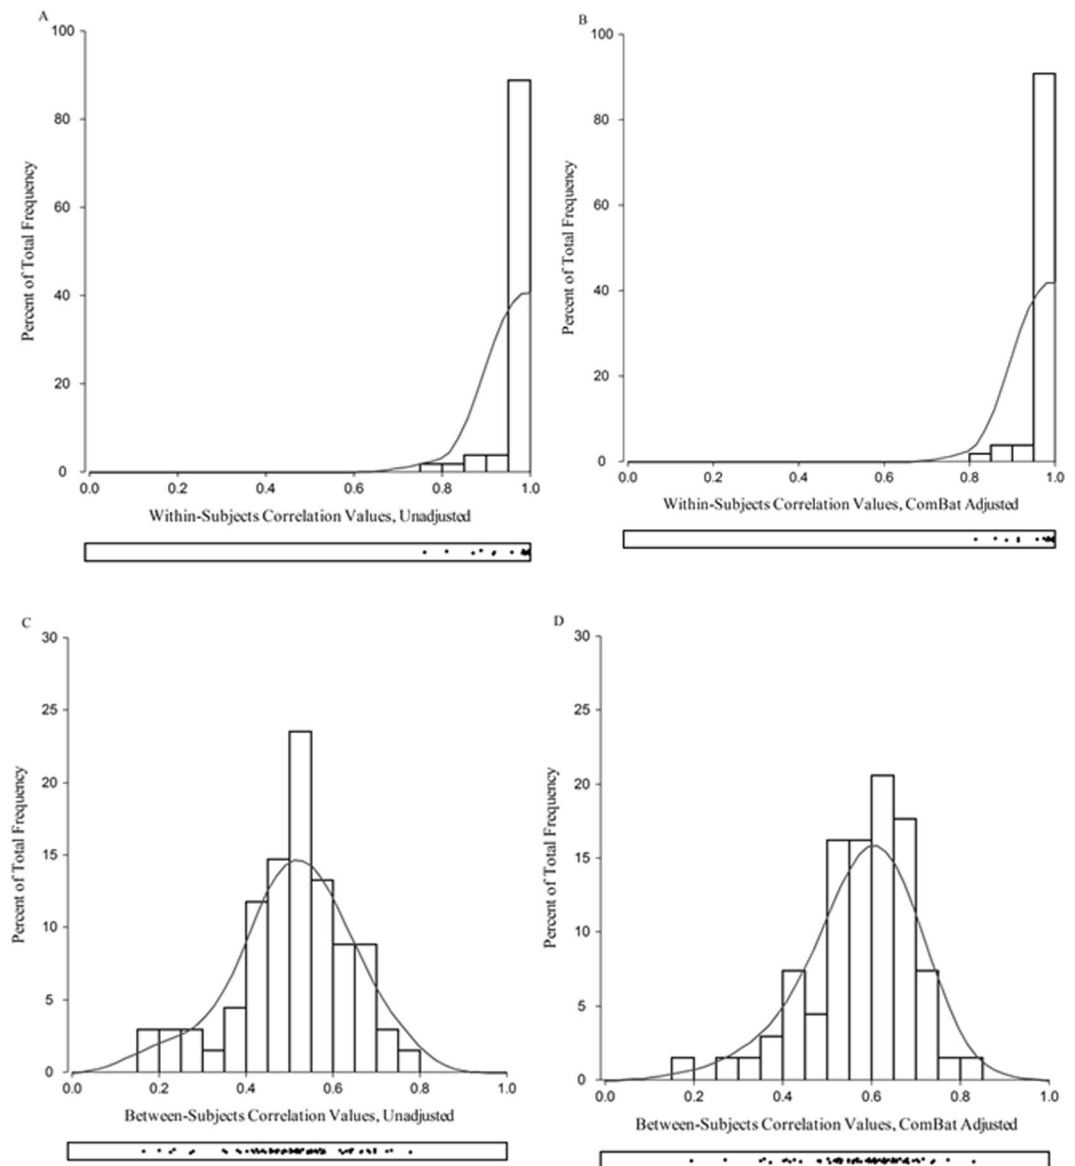 A
100
80
60
40
20
0
Percent of Total Frequency
0.0 0.2 0.4 0.6 0.8 1.0
Within-Subjects Correlation Values, Unadjusted
B
100
80
60
40
20
0
Percent of Total Frequency
0.0 0.2 0.4 0.6 0.8 1.0
Within-Subjects Correlation Values, ComBat Adjusted
C
30
25
20
15
10
5
0
Percent of Total Frequency
0.0 0.2 0.4 0.6 0.8 1.0
Between-Subjects Correlation Values, Unadjusted
D
30
25
20
15
10
5
0
Percent of Total Frequency
0.0 0.2 0.4 0.6 0.8 1.0
Between-Subjects Correlation Values, ComBat Adjusted